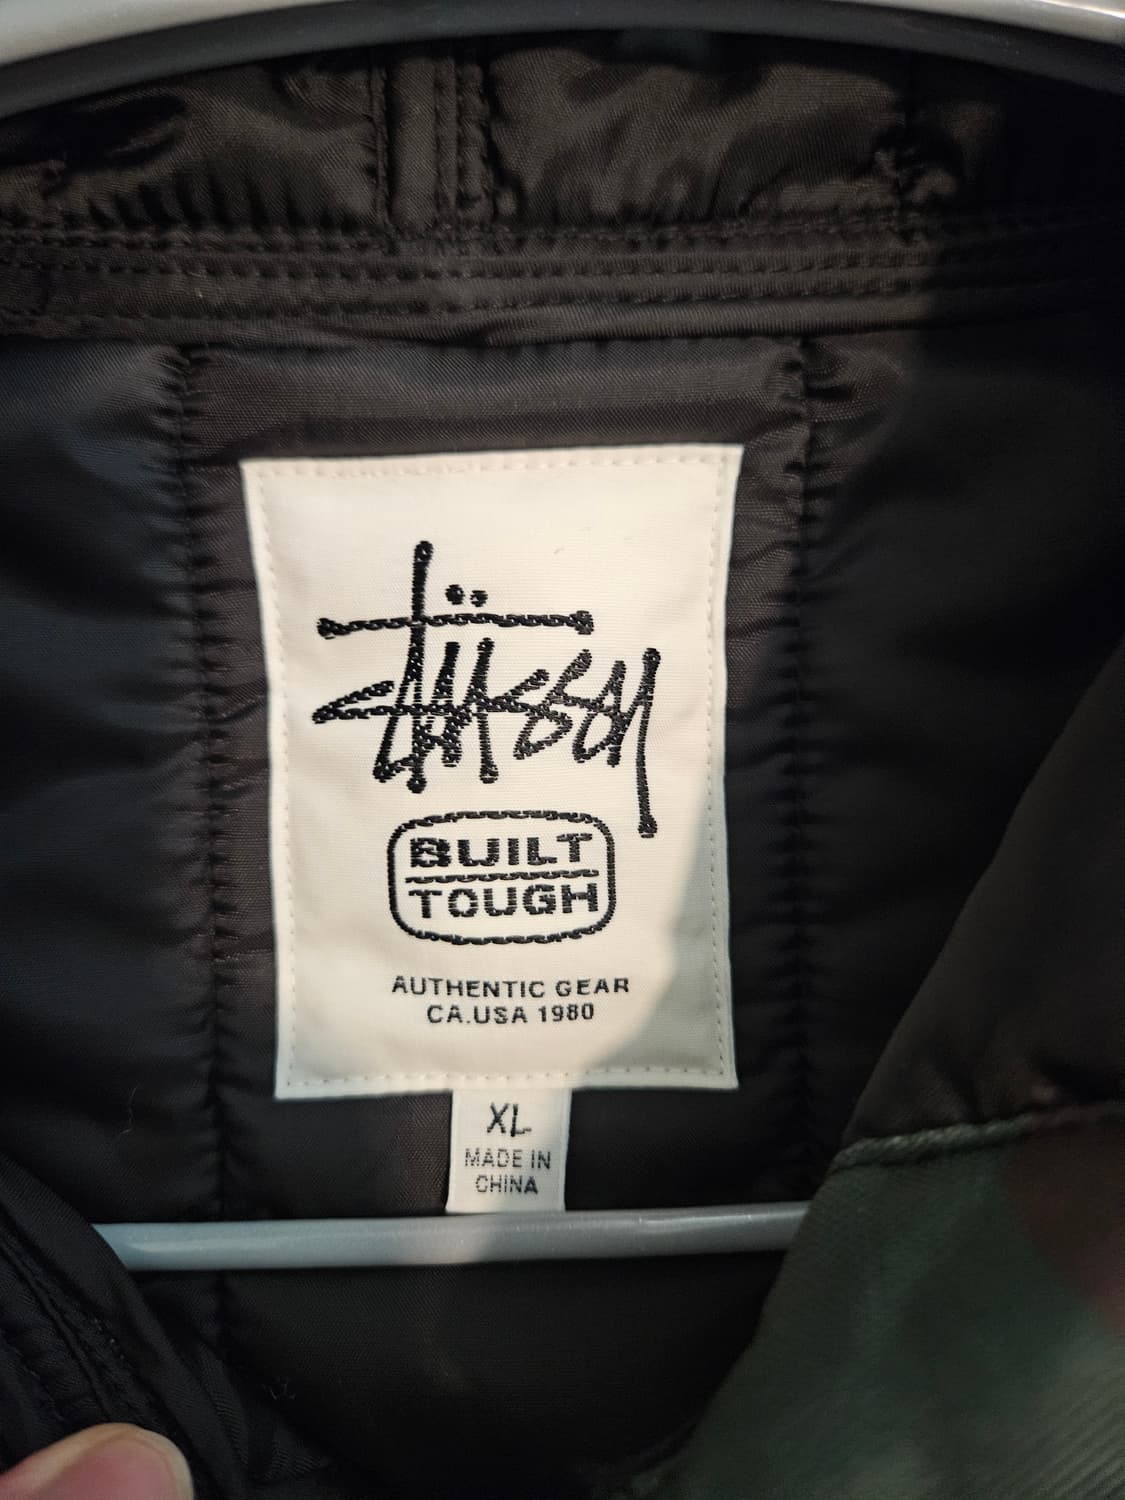 Stüssy
BUILT
TOUGH
AUTHENTIC GEAR
CA.USA 1980
XL
MADE IN
CHINA